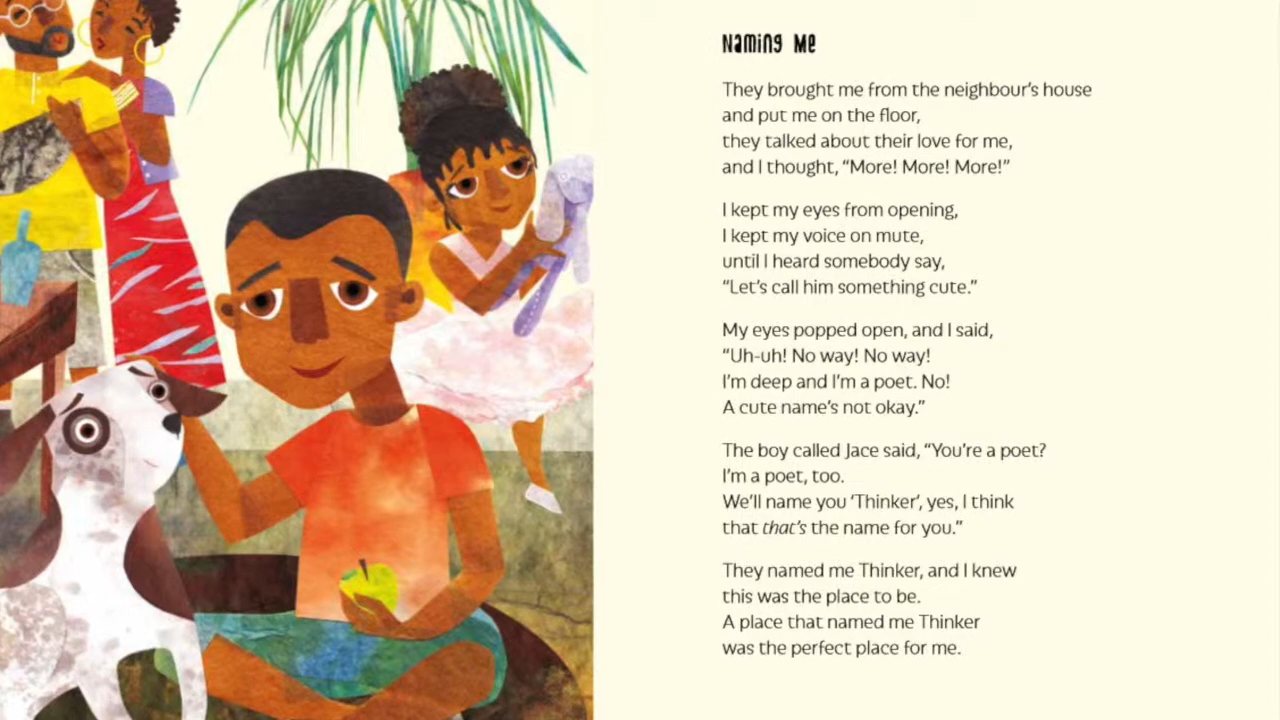 Naming Me
They brought me from the neighbour's house
and put me on the floor,
they talked about their love for me,
and I thought, “More! More! More!”
I kept my eyes from opening,
I kept my voice on mute,
until I heard somebody say,
“Let's call him something cute.”
My eyes popped open, and I said,
“Uh-uh! No way! No way!
I'm deep and I'm a poet. No!
A cute name's not okay.”
The boy called Jace said, “You're a poet?
I'm a poet, too.
We'll name you ‘Thinker’, yes, I think
that that's the name for you.”
They named me Thinker, and I knew
this was the place to be.
A place that named me Thinker
was the perfect place for me.